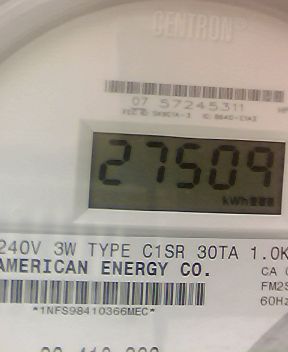 CENTRON
07 57245311
27509
kWh
240V 3W TYPE C1SR 30TA 1.0K
AMERICAN ENERGY CO.
CA
FM2S
60Hz
*1NFS98410366MEC*